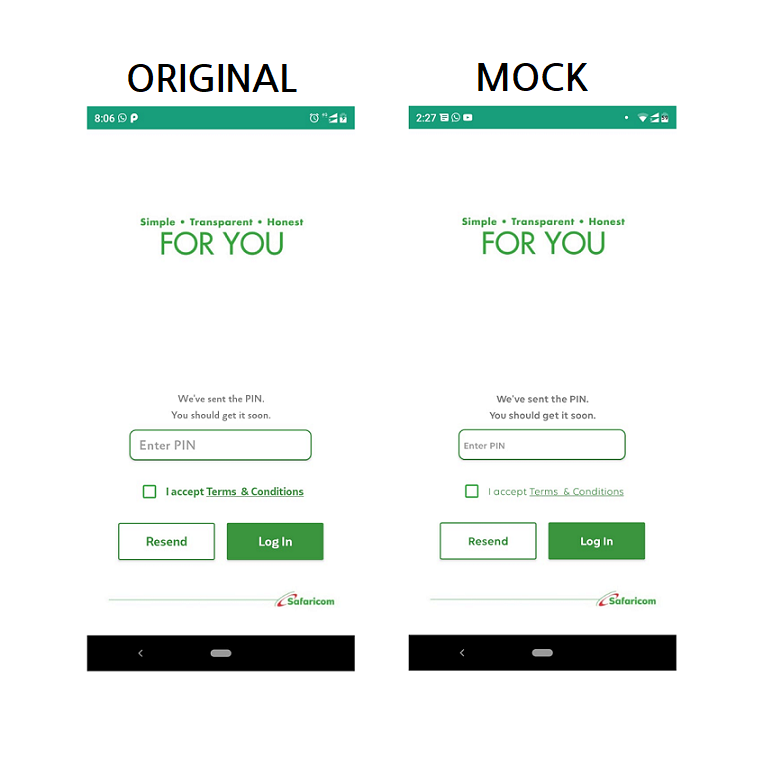 ORIGINAL
8:06
Simple • Transparent • Honest
FOR YOU
We've sent the PIN.
You should get it soon.
Enter PIN
I accept Terms & Conditions
Resend
Log In
Safaricom
MOCK
2:27
Simple • Transparent • Honest
FOR YOU
We've sent the PIN.
You should get it soon.
Enter PIN
I accept Terms & Conditions
Resend
Log In
Safaricom